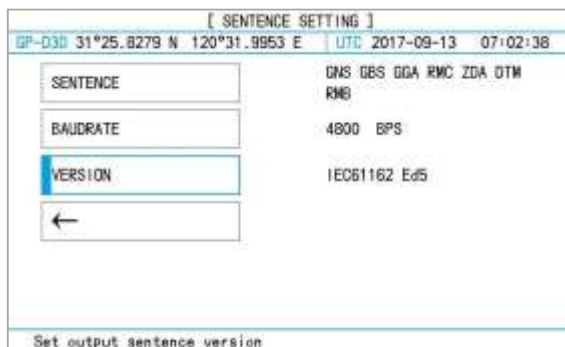 [ SENTENCE SETTING ]
GP-D30 31°25.8279 N 120°31.9953 E UTC 2017-09-13 07:02:38
SENTENCE GNS GBS GGA RMC ZDA DTM
RMB
BAUDRATE 4800 BPS
VERSION IEC61162 Ed5
←
Set output sentence version